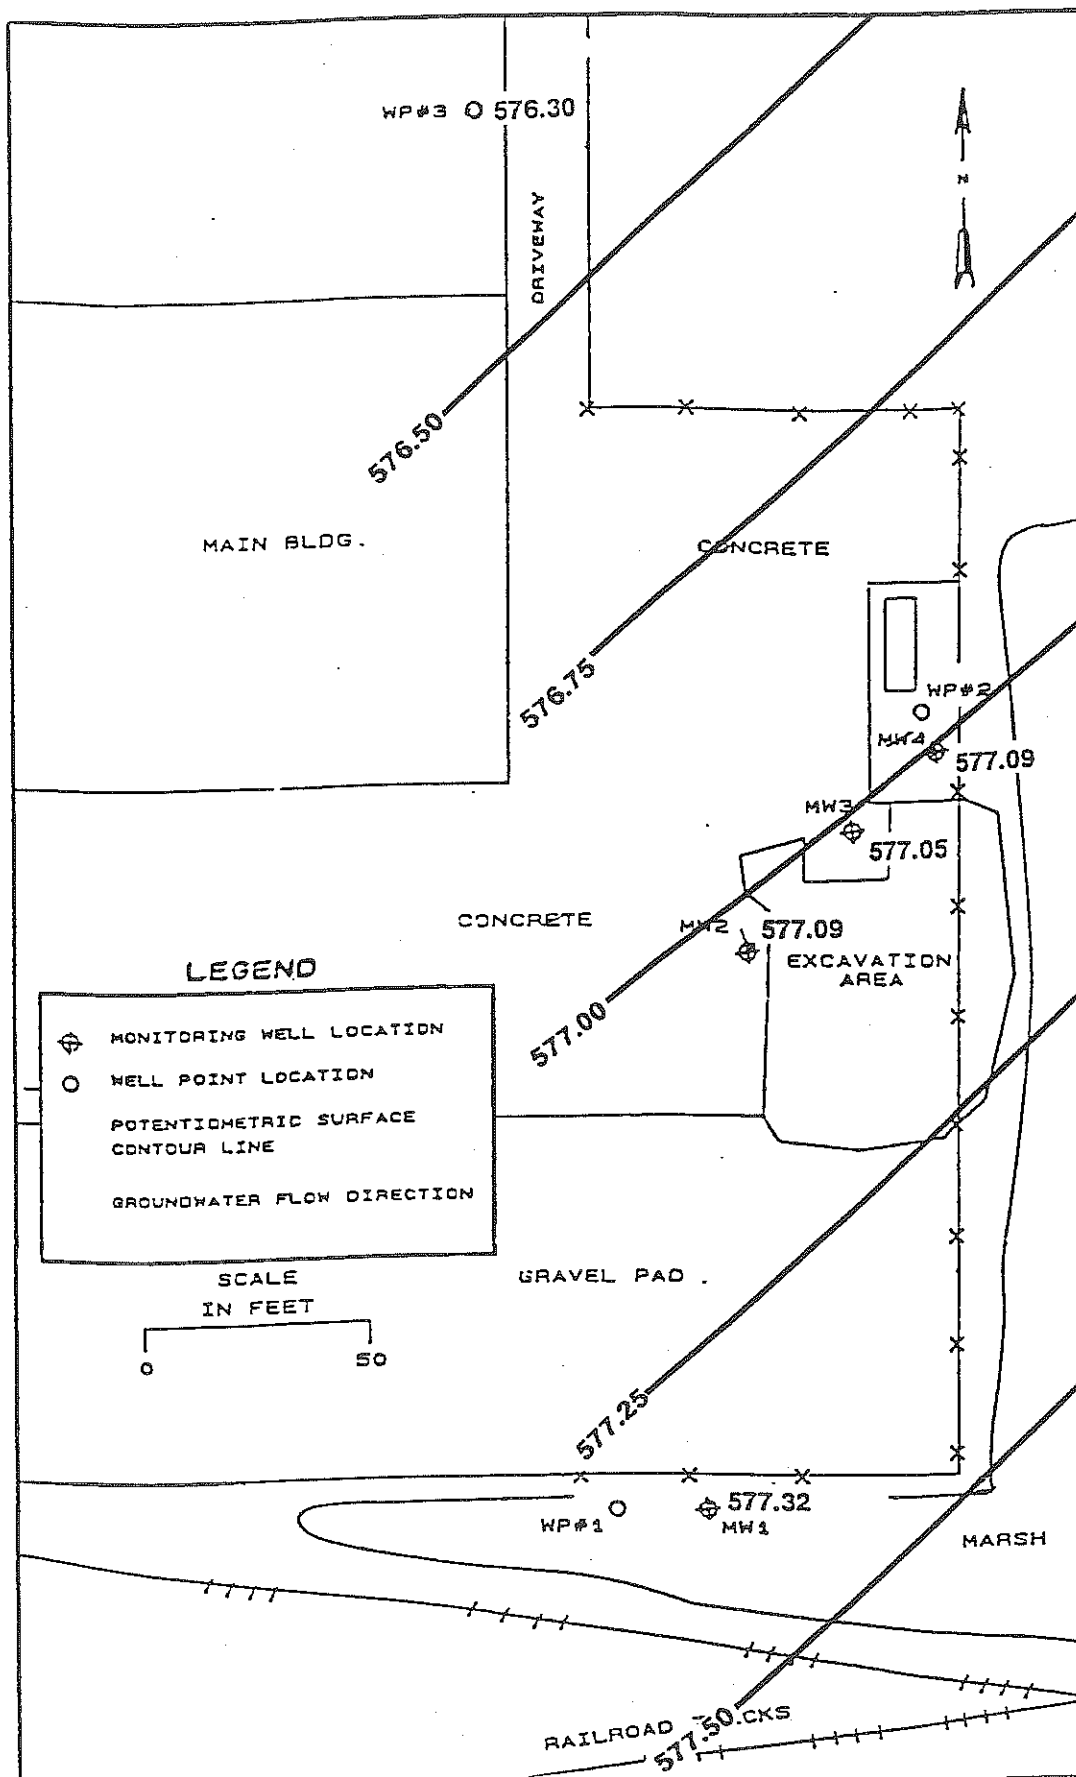 WP#3 576.30
DRIVEWAY
N
576.50
MAIN BLDG.
CONCRETE
576.75
WP#2
MW4
577.09
MW3
577.05
CONCRETE
MW2 577.09
EXCAVATION
AREA
577.00
LEGEND
MONITORING WELL LOCATION
WELL POINT LOCATION
POTENTIOMETRIC SURFACE
CONTOUR LINE
GROUNDWATER FLOW DIRECTION
SCALE
IN FEET
0 50
GRAVEL PAD .
577.25
WP#1
577.32
MW1
MARSH
RAILROAD CKS
577.50